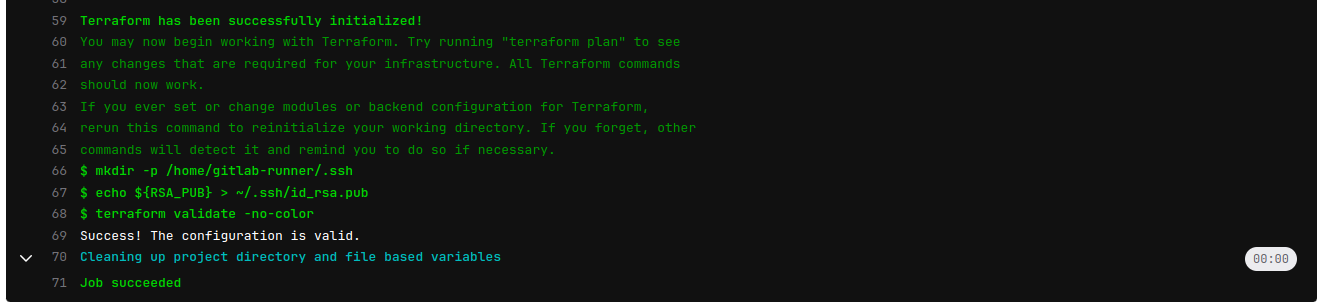 59 Terraform has been successfully initialized!
60 You may now begin working with Terraform. Try running "terraform plan" to see
61 any changes that are required for your infrastructure. All Terraform commands
62 should now work.
63 If you ever set or change modules or backend configuration for Terraform,
64 rerun this command to reinitialize your working directory. If you forget, other
65 commands will detect it and remind you to do so if necessary.
66 $ mkdir -p /home/gitlab-runner/.ssh
67 $ echo ${RSA_PUB} > ~/.ssh/id_rsa.pub
68 $ terraform validate -no-color
69 Success! The configuration is valid.
70 Cleaning up project directory and file based variables 00:00
71 Job succeeded